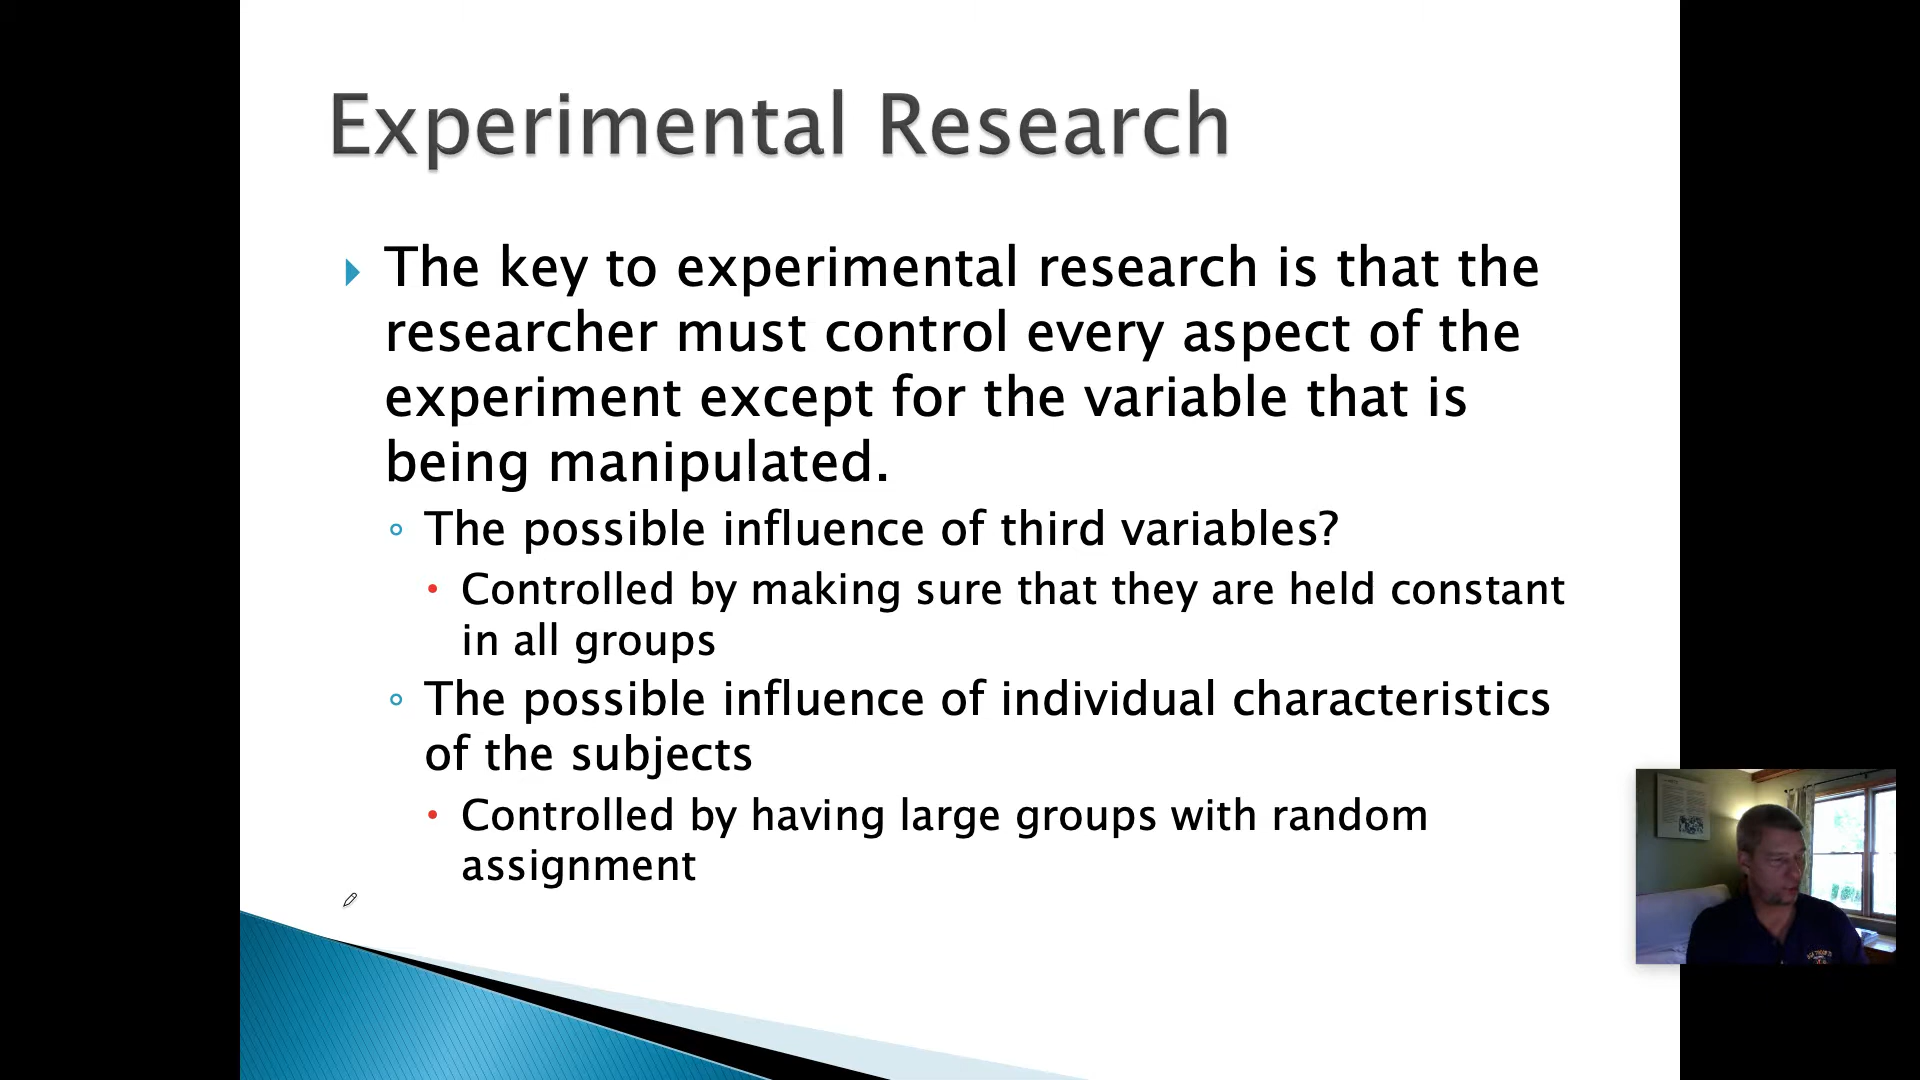 Experimental Research
The key to experimental research is that the
researcher must control every aspect of the
experiment except for the variable that is
being manipulated.
The possible influence of third variables?
Controlled by making sure that they are held constant
in all groups
The possible influence of individual characteristics
of the subjects
Controlled by having large groups with random
assignment